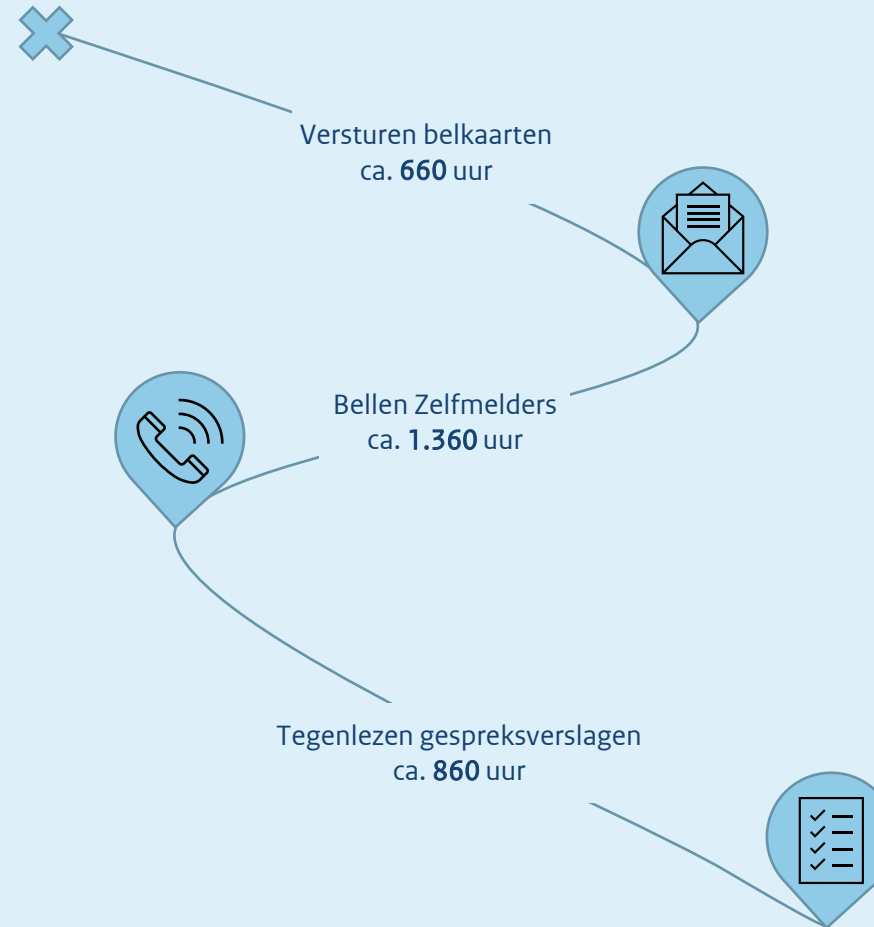 Versturen belkaarten
ca. 660 uur
Bellen Zelfmelders
ca. 1.360 uur
Tegenlezen gespreksverslagen
ca. 860 uur